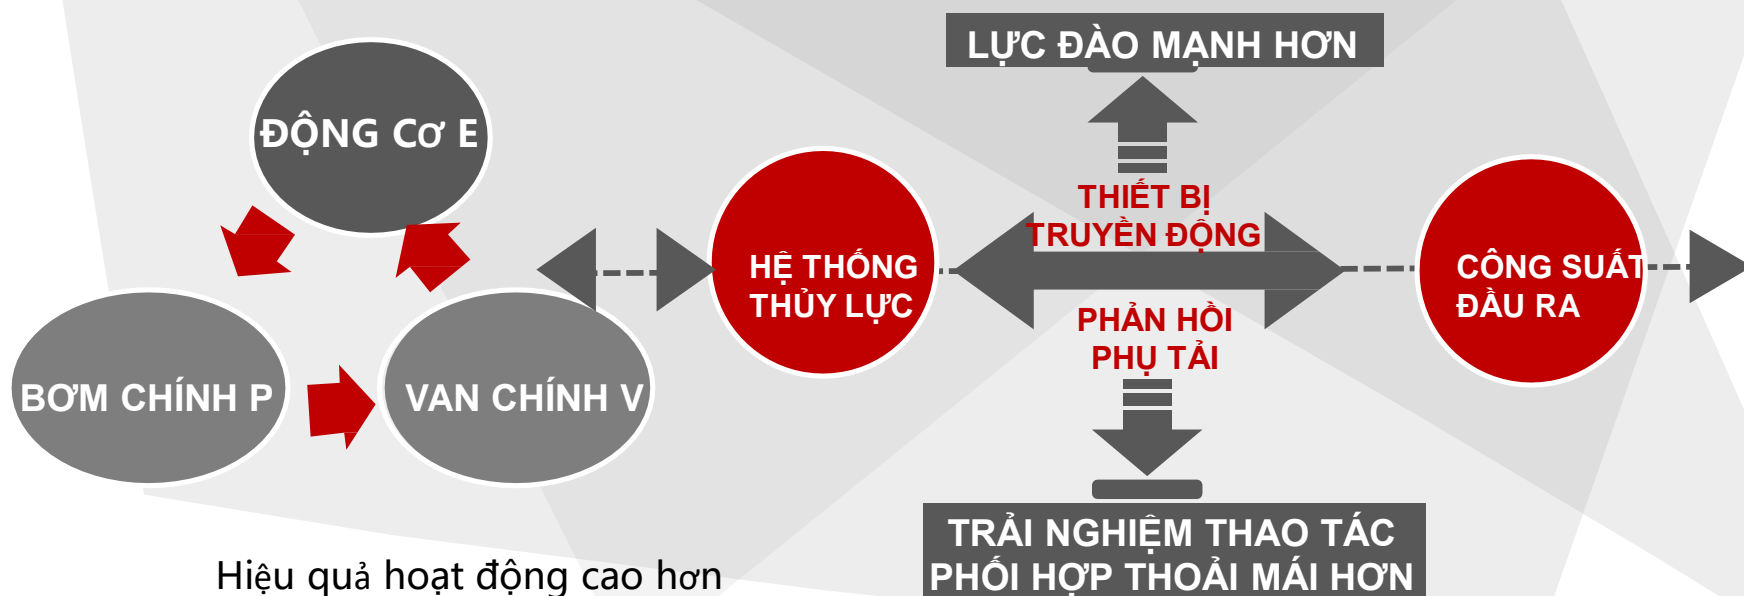 LỰC ĐÀO MẠNH HƠN
ĐỘNG CƠ E
THIẾT BỊ
TRUYỀN ĐỘNG
HỆ THỐNG
THỦY LỰC
CÔNG SUẤT
ĐẦU RA
PHẢN HỒI
PHỤ TẢI
BƠM CHÍNH P
VAN CHÍNH V
TRẢI NGHIỆM THAO TÁC
PHỐI HỢP THOẢI MÁI HƠN
Hiệu quả hoạt động cao hơn